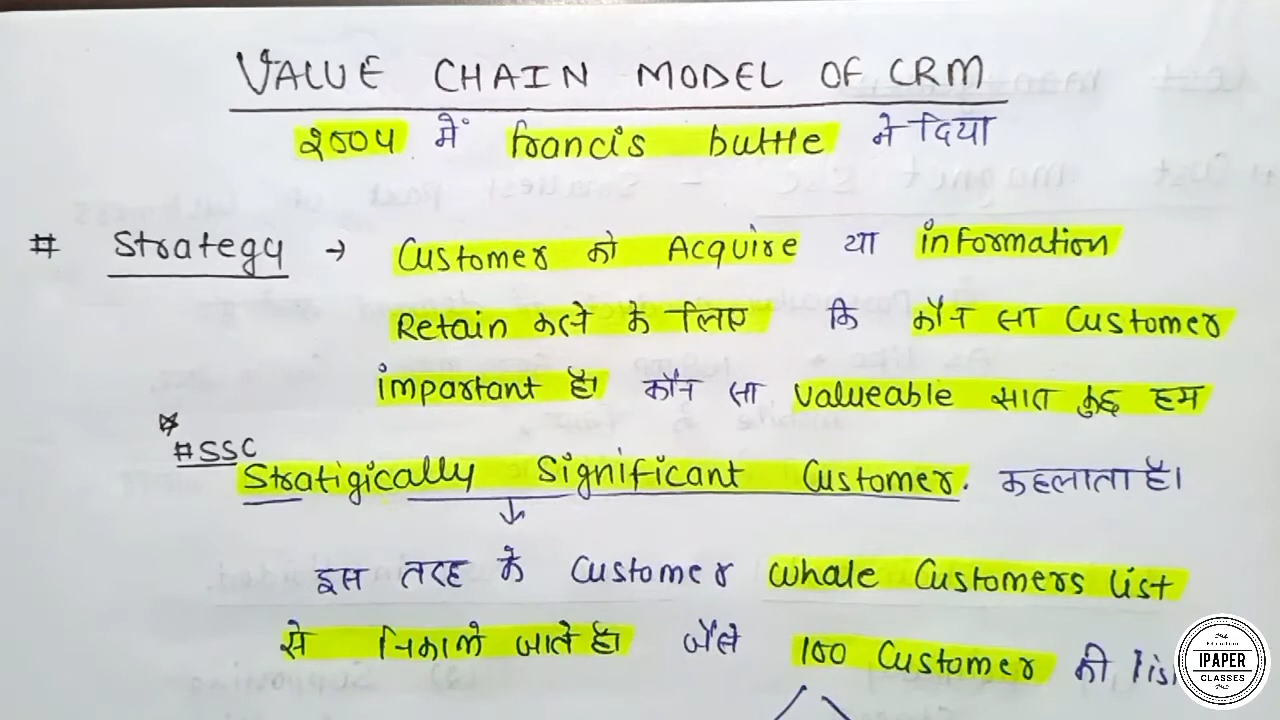 VALUE CHAIN MODEL OF CRM
2004 में francis buttle ने दिया
# Strategy → Customer को Acquire या information
Retain करने के लिए कि कौन सा Customer
important है। कौन सा valueable
#SSC
Stratigically Significant Customer. कहलाता है।
इस तरह के Customer whale Customers list
से निकाले जाते है। जैसे 100 Customer की lis
IPAPER
CLASSES